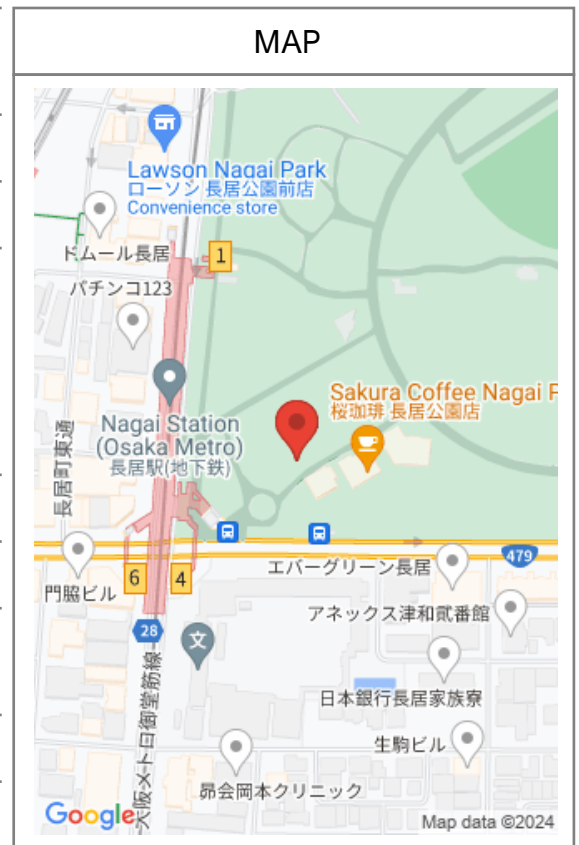 MAP
Lawson Nagai Park
ローソン 長居公園前店
Convenience store
ドムール長居
1
パチンコ123
Sakura Coffee Nagai P
桜珈琲 長居公園店
Nagai Station
(Osaka Metro)
長居駅(地下鉄)
長居町東通
479
エバーグリーン長居
6
4
門脇ビル
アネックス津和貮番館
28
文
日本銀行長居家族寮
大阪メトロ御堂筋線
生駒ビル
昴会岡本クリニック
Google
Map data ©2024